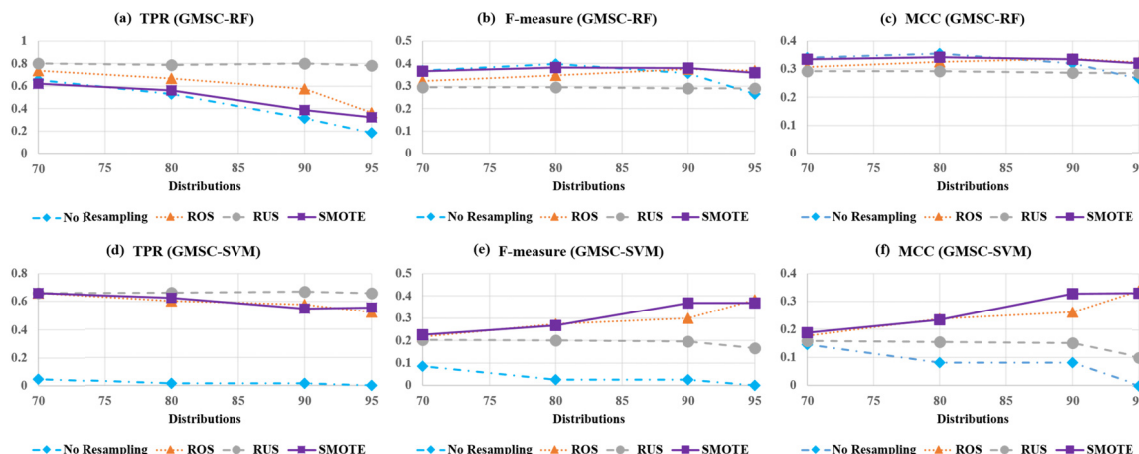 (a) TPR (GMSC-RF) (b) F-measure (GMSC-RF) (c) MCC (GMSC-RF)
1 0.5 0.4
0.8 0.4 0.3
0.6 0.3 0.2
0.4 0.2 0.1
0.2 0.1
0 0 0
70 75 80 85 90 95 70 75 80 85 90 95 70 75 80 85 90 95
Distributions Distributions Distributions
No Resampling ROS RUS SMOTE No Resampling ROS RUS SMOTE No Resampling ROS RUS SMOTE
(d) TPR (GMSC-SVM) (e) F-measure (GMSC-SVM) (f) MCC (GMSC-SVM)
0.8 0.5 0.4
0.6 0.4 0.3
0.4 0.3 0.2
0.2 0.2 0.1
0.1
0 0 0
70 75 80 85 90 95 70 75 80 85 90 95 70 75 80 85 90 95
Distributions Distributions Distributions
No Resampling ROS RUS SMOTE No Resampling ROS RUS SMOTE No Resampling ROS RUS SMOTE